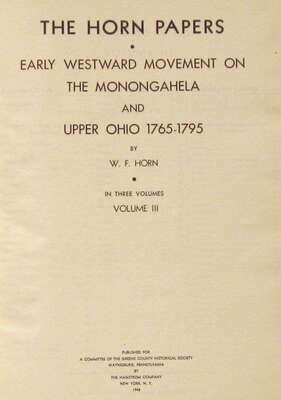 THE HORN PAPERS
•
EARLY WESTWARD MOVEMENT ON
THE MONONGAHELA
AND
UPPER OHIO 1765-1795
BY
W. F. HORN
•
IN THREE VOLUMES
VOLUME III
PUBLISHED FOR
A COMMITTEE OF THE GREENE COUNTY HISTORICAL SOCIETY
WAYNESBURG, PENNSYLVANIA
BY
THE HAGSTROM COMPANY
NEW YORK, N. Y.